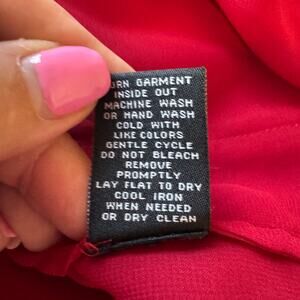 URN GARMENT
INSIDE OUT
MACHINE WASH
OR HAND WASH
COLD WITH
LIKE COLORS
GENTLE CYCLE
DO NOT BLEACH
REMOVE
PROMPTLY
LAY FLAT TO DRY
COOL IRON
WHEN NEEDED
OR DRY CLEAN